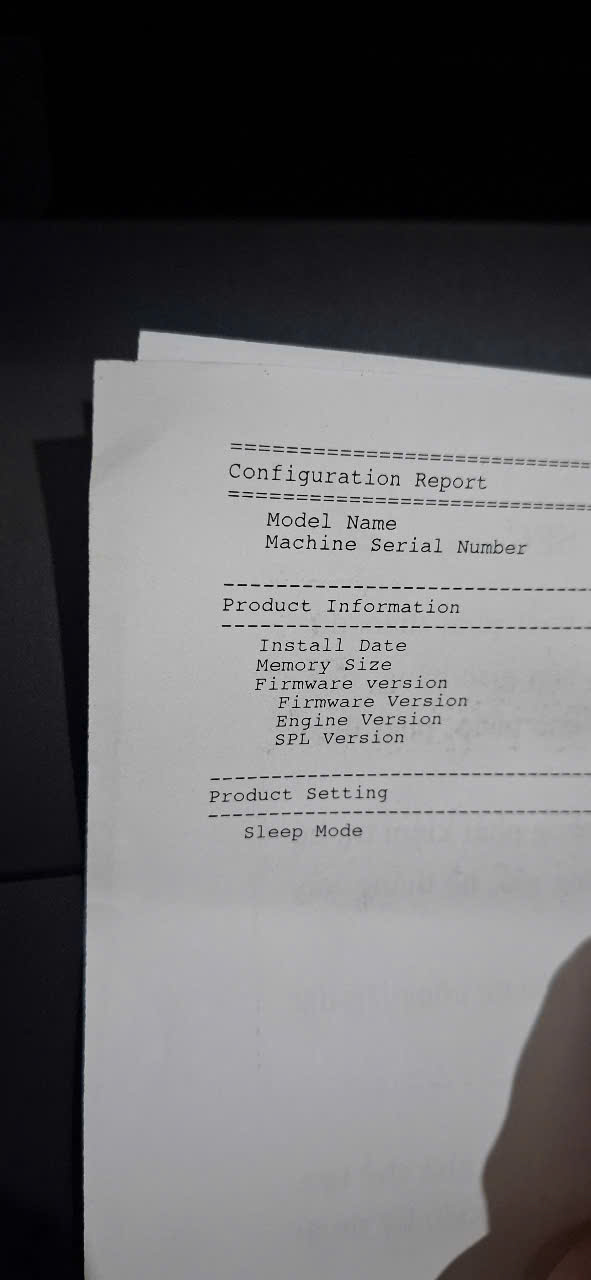 ==========================
Configuration Report
==========================
Model Name
Machine Serial Number
--------------------------
Product Information
--------------------------
Install Date
Memory Size
Firmware version
Firmware Version
Engine Version
SPL Version
--------------------------
Product Setting
--------------------------
Sleep Mode